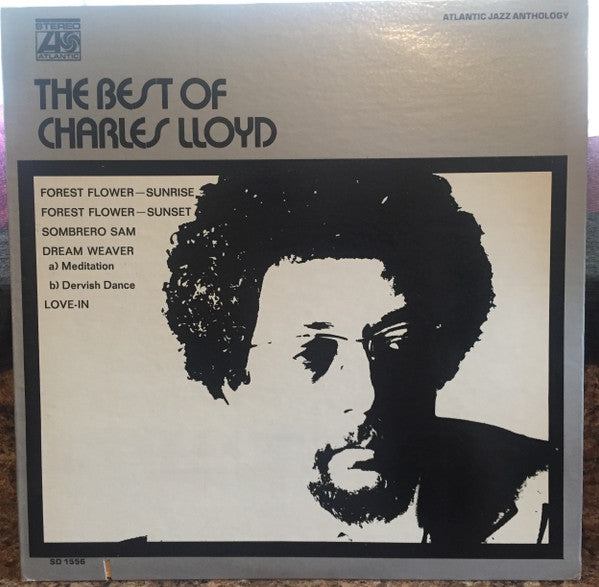 STEREO
ATLANTIC
ATLANTIC JAZZ ANTHOLOGY
THE BEST OF
CHARLES LLOYD
FOREST FLOWER—SUNRISE
FOREST FLOWER—SUNSET
SOMBRERO SAM
DREAM WEAVER
a) Meditation
b) Dervish Dance
LOVE-IN
SD 1556